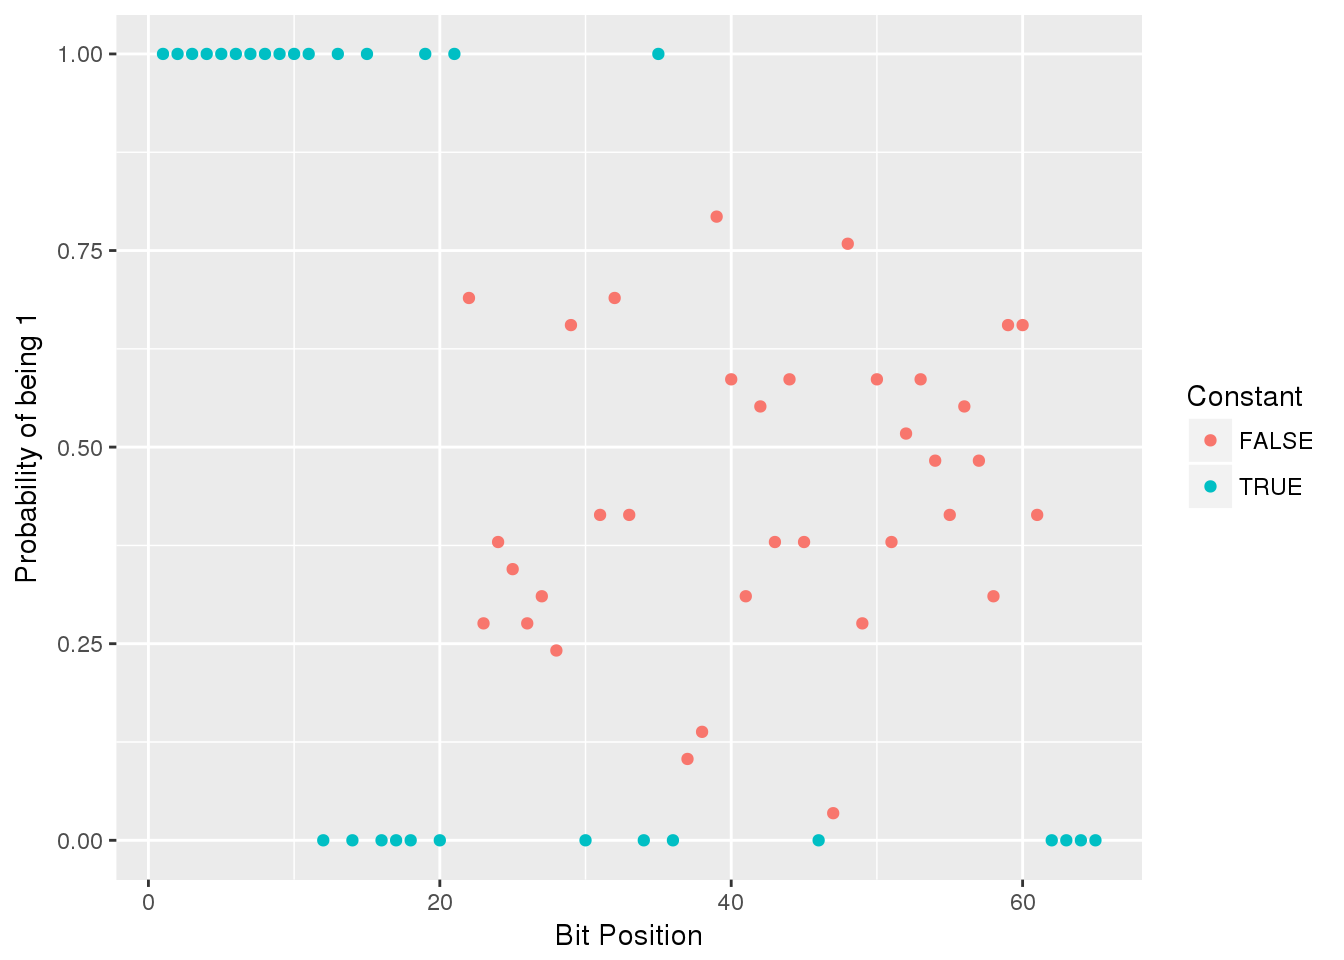 1.00
0.75
0.50
0.25
0.00
Probability of being 1
0 20 40 60
Bit Position
Constant
FALSE
TRUE